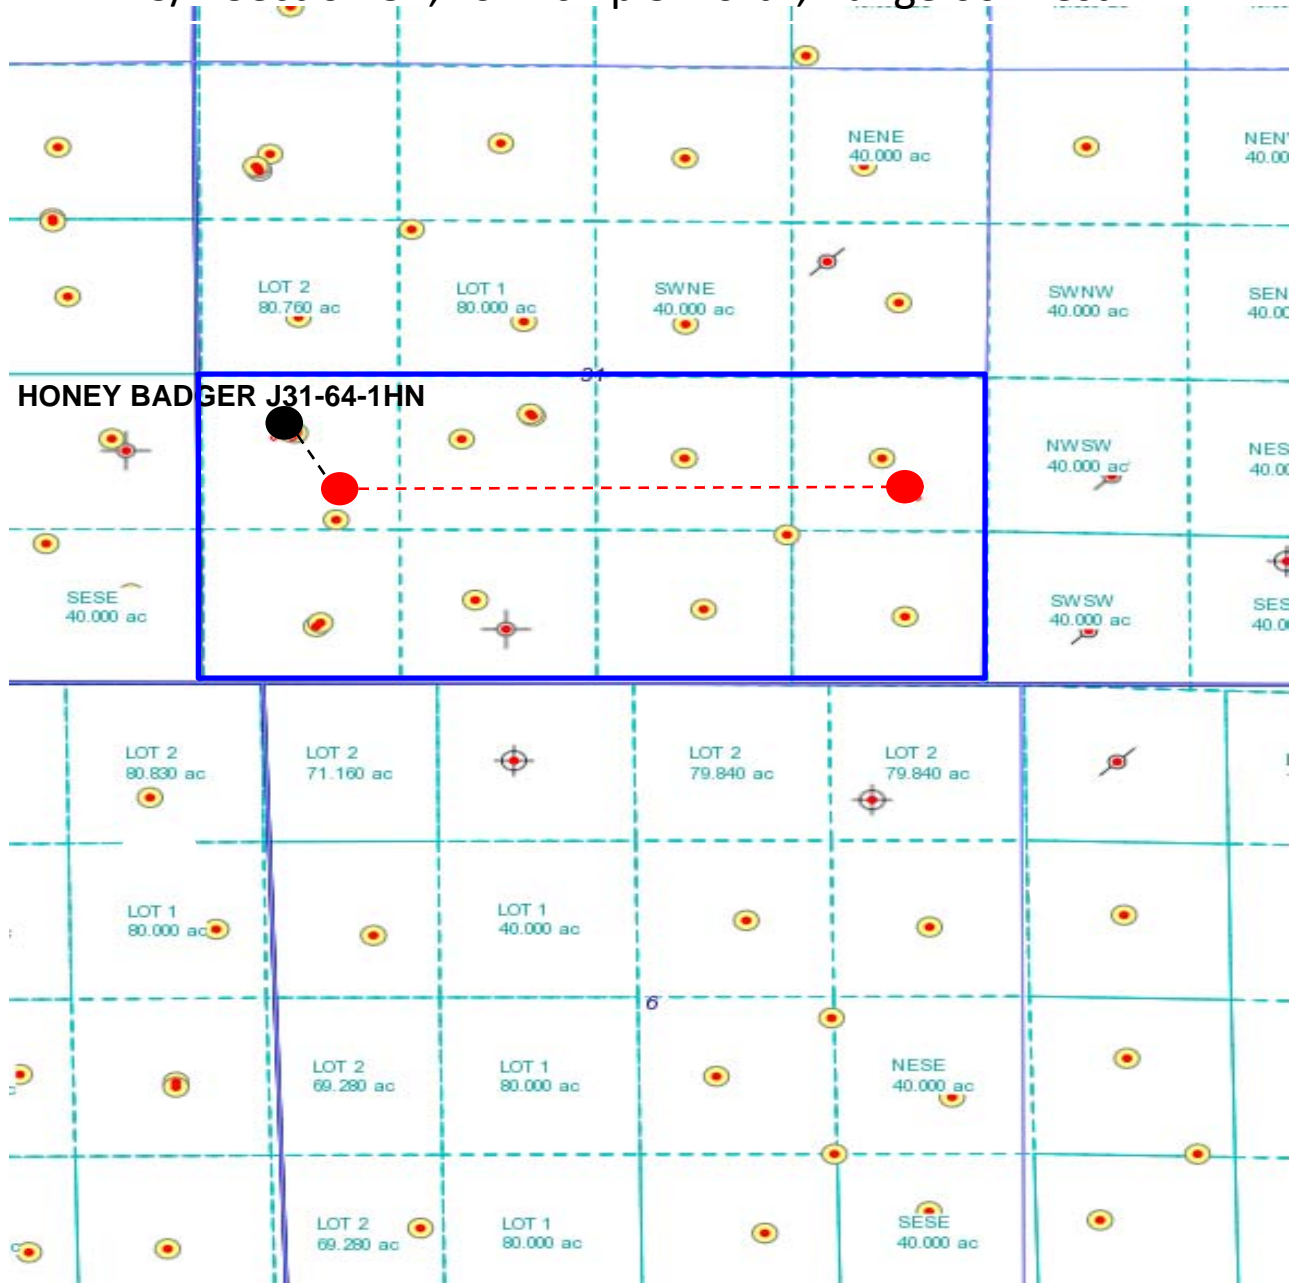 NENE
40.000 ac
LOT 2
80.760 ac
LOT 1
80.000 ac
SWNE
40.000 ac
SWNW
40.000 ac
31
HONEY BADGER J31-64-1HN
NWSW
40.000 ac
SESE
40.000 ac
SWSW
40.000 ac
LOT 2
80.830 ac
LOT 2
71.160 ac
LOT 2
79.840 ac
LOT 2
79.840 ac
LOT 1
80.000 ac
LOT 1
40.000 ac
6
LOT 2
69.280 ac
LOT 1
80.000 ac
NESE
40.000 ac
LOT 2
69.280 ac
LOT 1
80.000 ac
SESE
40.000 ac